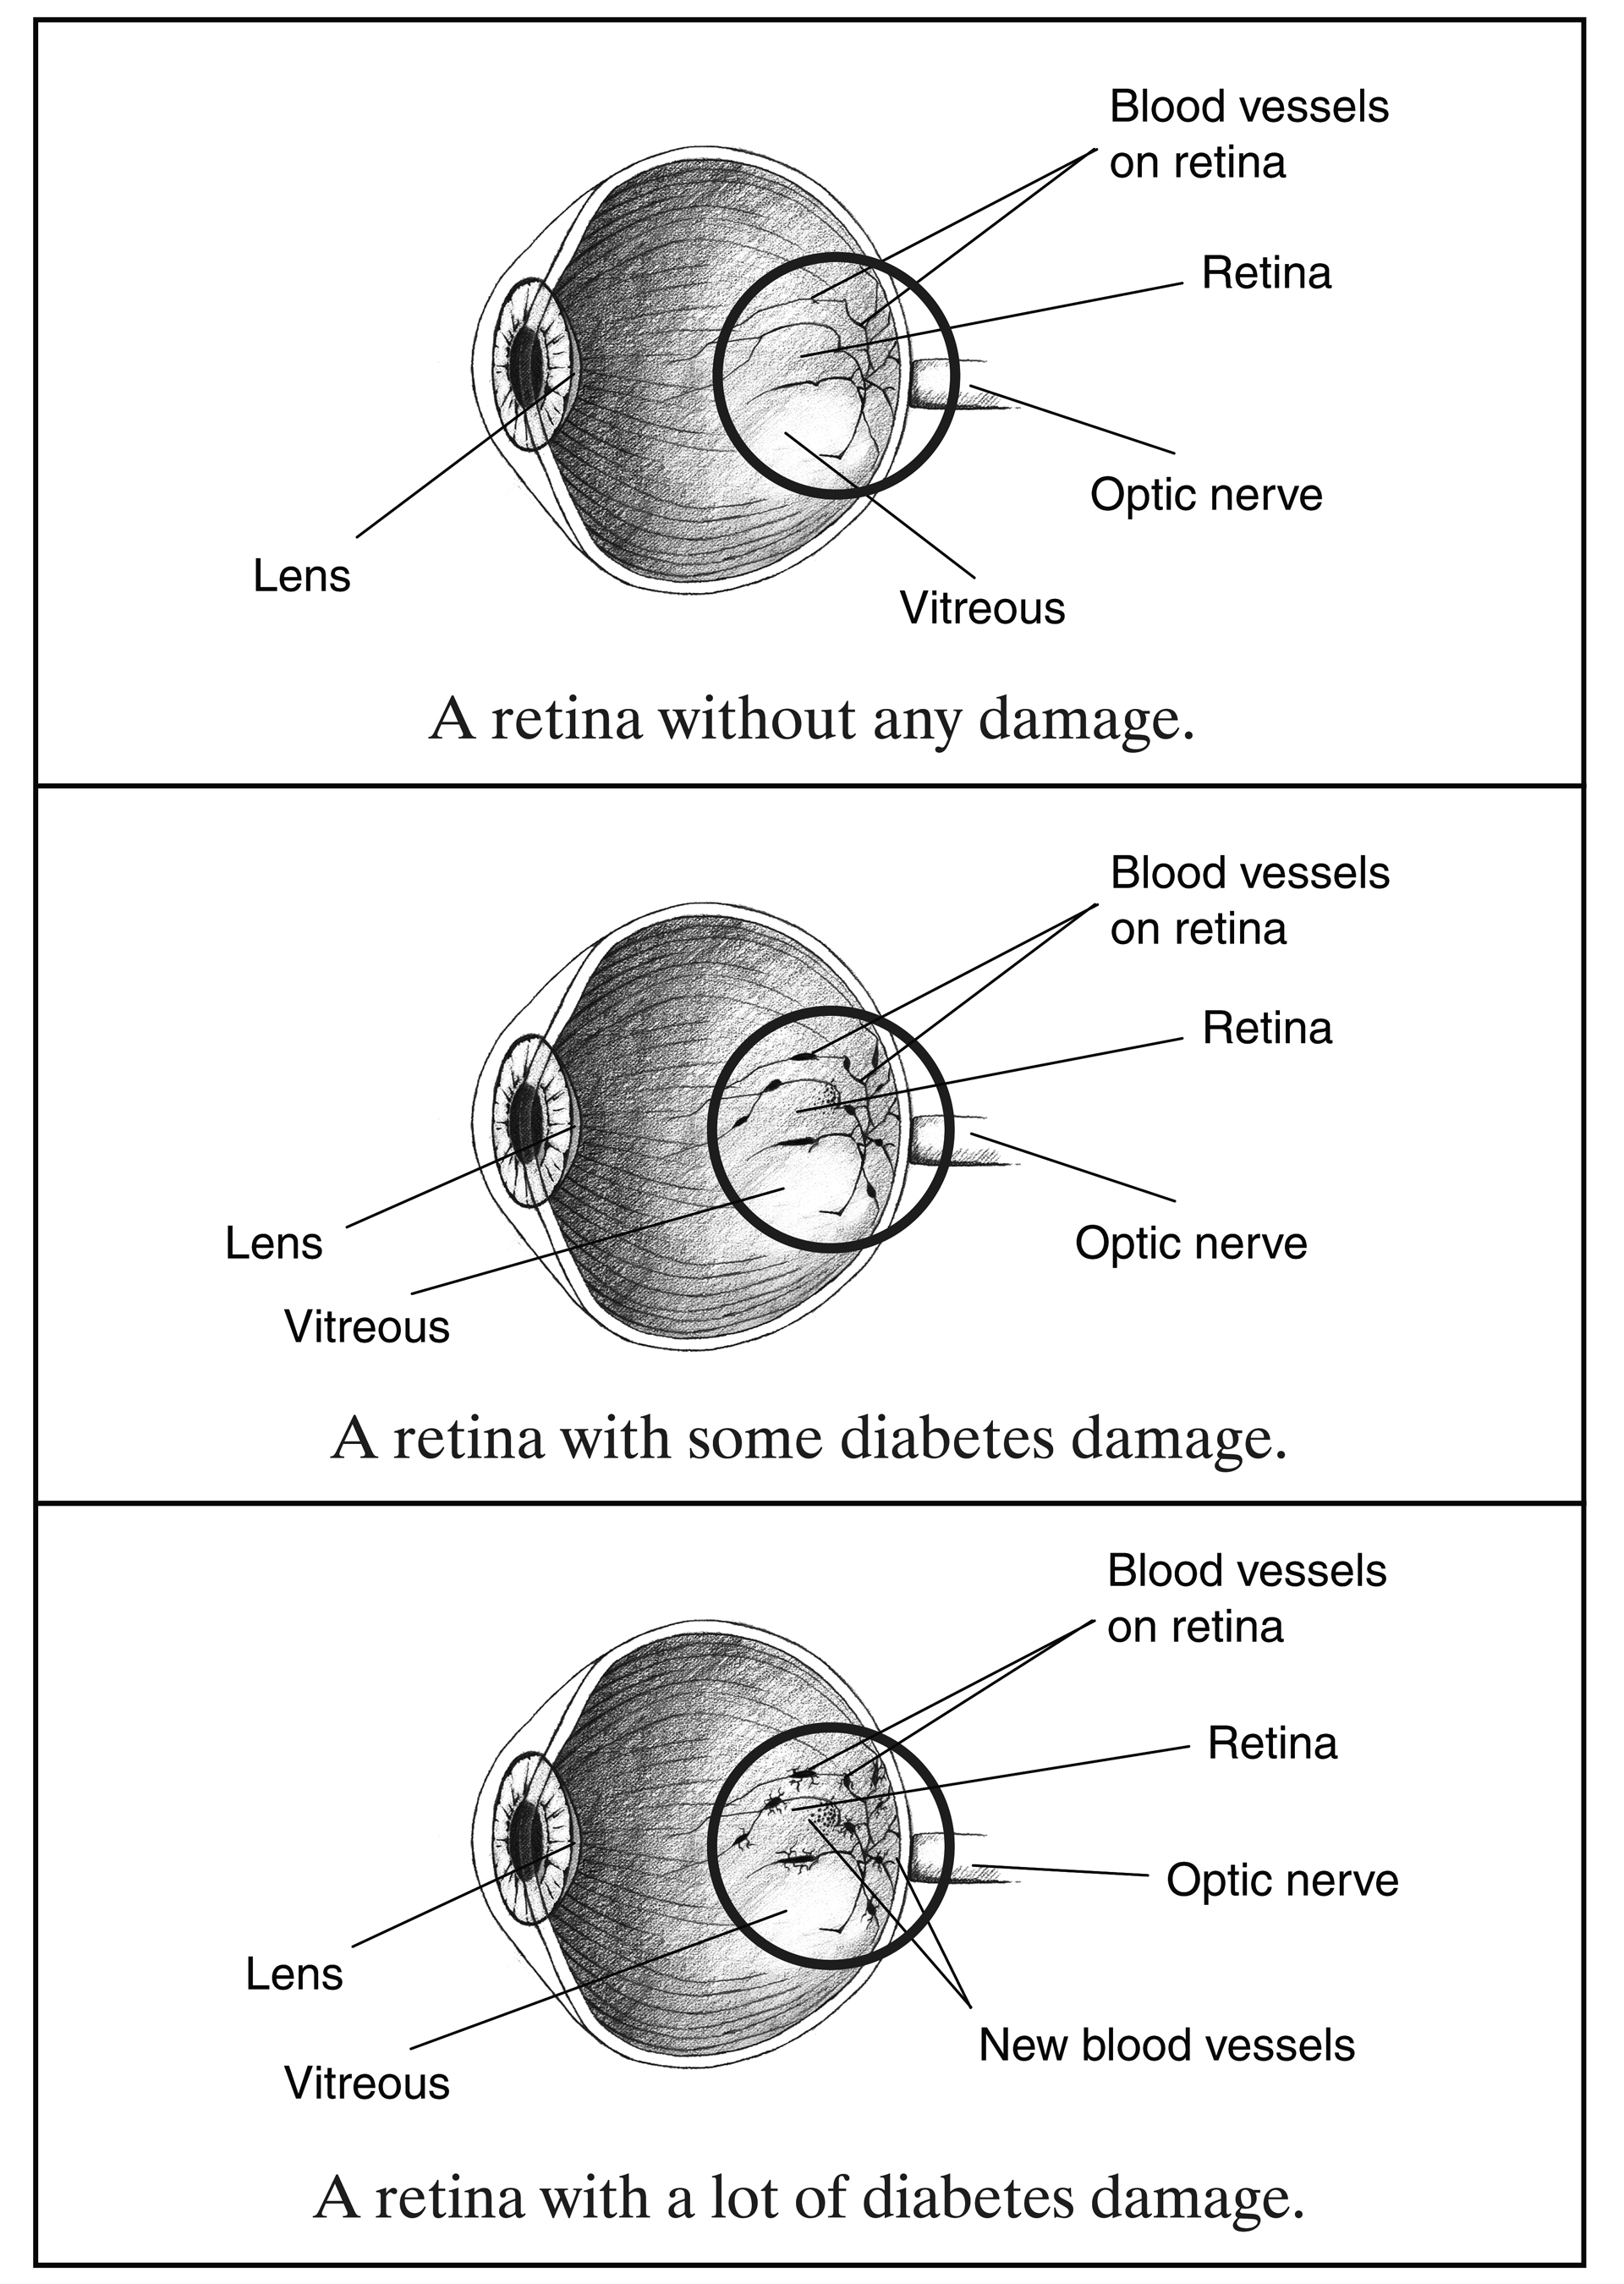 Blood vessels
on retina
Retina
Optic nerve
Lens
Vitreous
A retina without any damage.
Blood vessels
on retina
Retina
Lens
Optic nerve
Vitreous
A retina with some diabetes damage.
Blood vessels
on retina
Retina
Optic nerve
Lens
New blood vessels
Vitreous
A retina with a lot of diabetes damage.